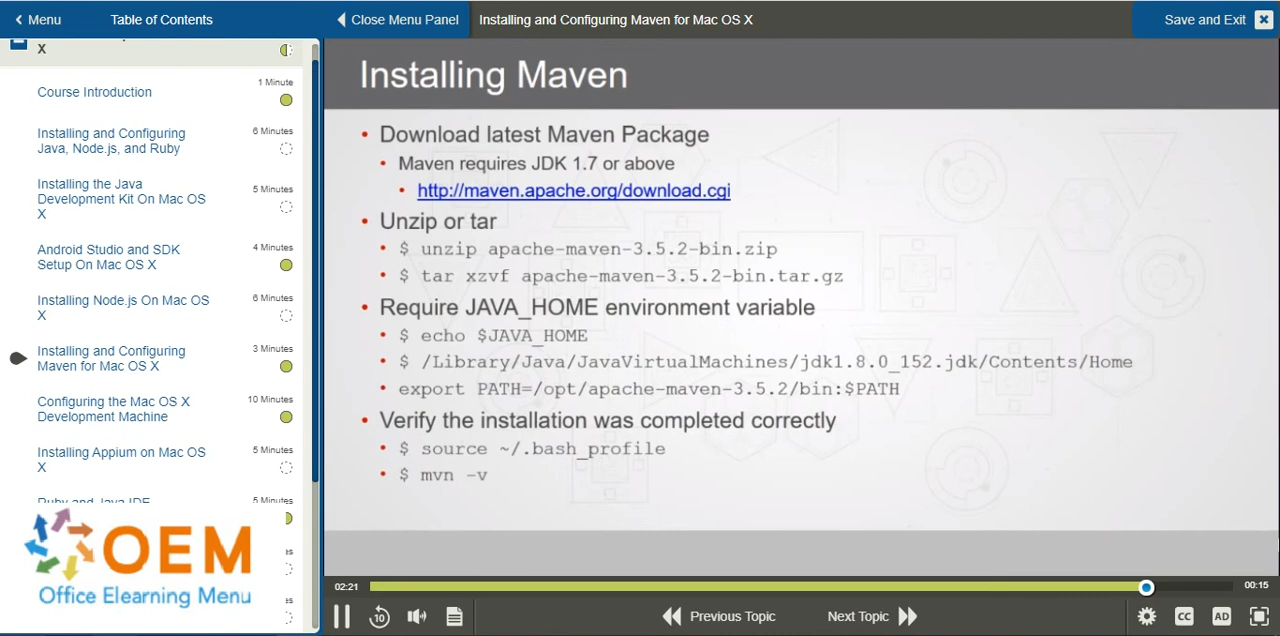 Menu
Table of Contents
Close Menu Panel
Installing and Configuring Maven for Mac OS X
Save and Exit
X
Course Introduction
1 Minute
Installing and Configuring
Java, Node.js, and Ruby
6 Minutes
Installing the Java
Development Kit On Mac OS
X
5 Minutes
Android Studio and SDK
Setup On Mac OS X
4 Minutes
Installing Node.js On Mac OS
X
6 Minutes
Installing and Configuring
Maven for Mac OS X
3 Minutes
Configuring the Mac OS X
Development Machine
10 Minutes
Installing Appium on Mac OS
X
5 Minutes
Ruby and Java IDE
5 Minutes
OEM
Office Elearning Menu
Installing Maven
• Download latest Maven Package
• Maven requires JDK 1.7 or above
• http://maven.apache.org/download.cgi
• Unzip or tar
• $ unzip apache-maven-3.5.2-bin.zip
• $ tar xzvf apache-maven-3.5.2-bin.tar.gz
• Require JAVA_HOME environment variable
• $ echo $JAVA_HOME
• $ /Library/Java/JavaVirtualMachines/jdk1.8.0_152.jdk/Contents/Home
• export PATH=/opt/apache-maven-3.5.2/bin:$PATH
• Verify the installation was completed correctly
• $ source ~/.bash_profile
• $ mvn -v
02:21
00:15
10
Previous Topic
Next Topic
CC
AD